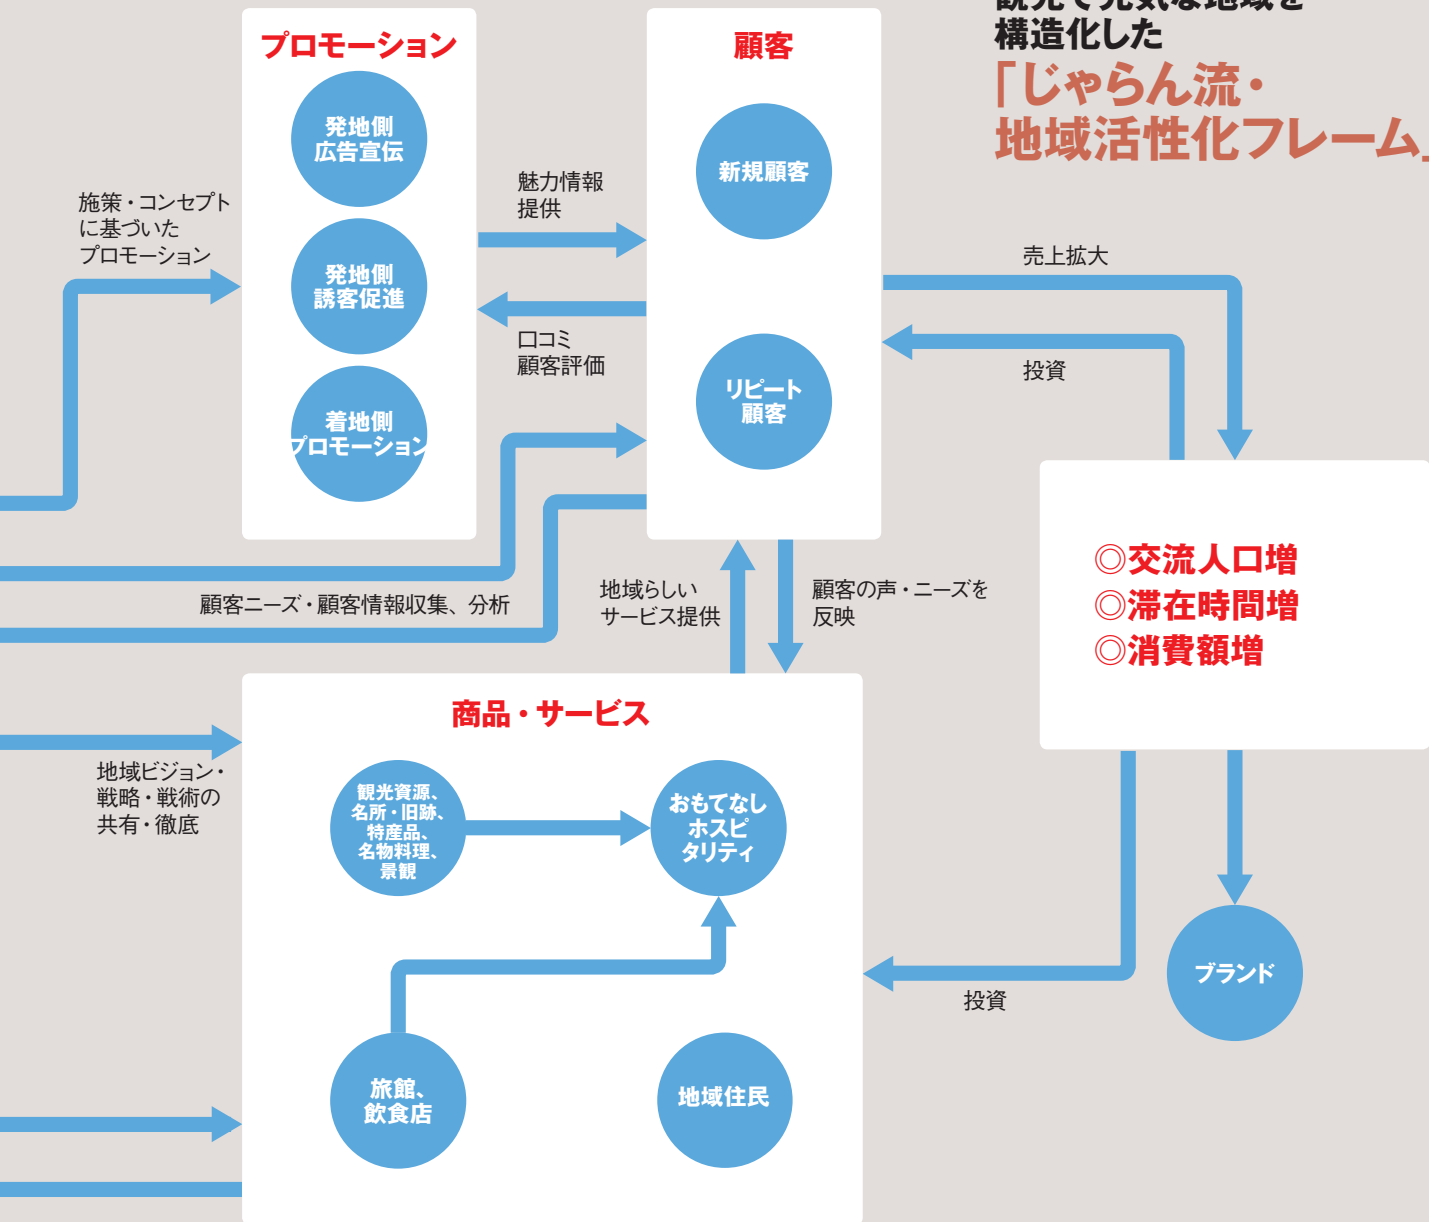 観光で元気な地域を
構造化した
「じゃらん流・
地域活性化フレーム」
プロモーション
発地側
広告宣伝
発地側
誘客促進
着地側
プロモーション
顧客
新規顧客
リピート
顧客
施策・コンセプト
に基づいた
プロモーション
魅力情報
提供
口コミ
顧客評価
売上拡大
投資
◎交流人口増
◎滞在時間増
◎消費額増
顧客ニーズ・顧客情報収集、分析
地域らしい
サービス提供
顧客の声・ニーズを
反映
商品・サービス
地域ビジョン・
戦略・戦術の
共有・徹底
観光資源、
名所・旧跡、
特産品、
名物料理、
景観
おもてなし
ホスピ
タリティ
旅館、
飲食店
地域住民
投資
ブランド